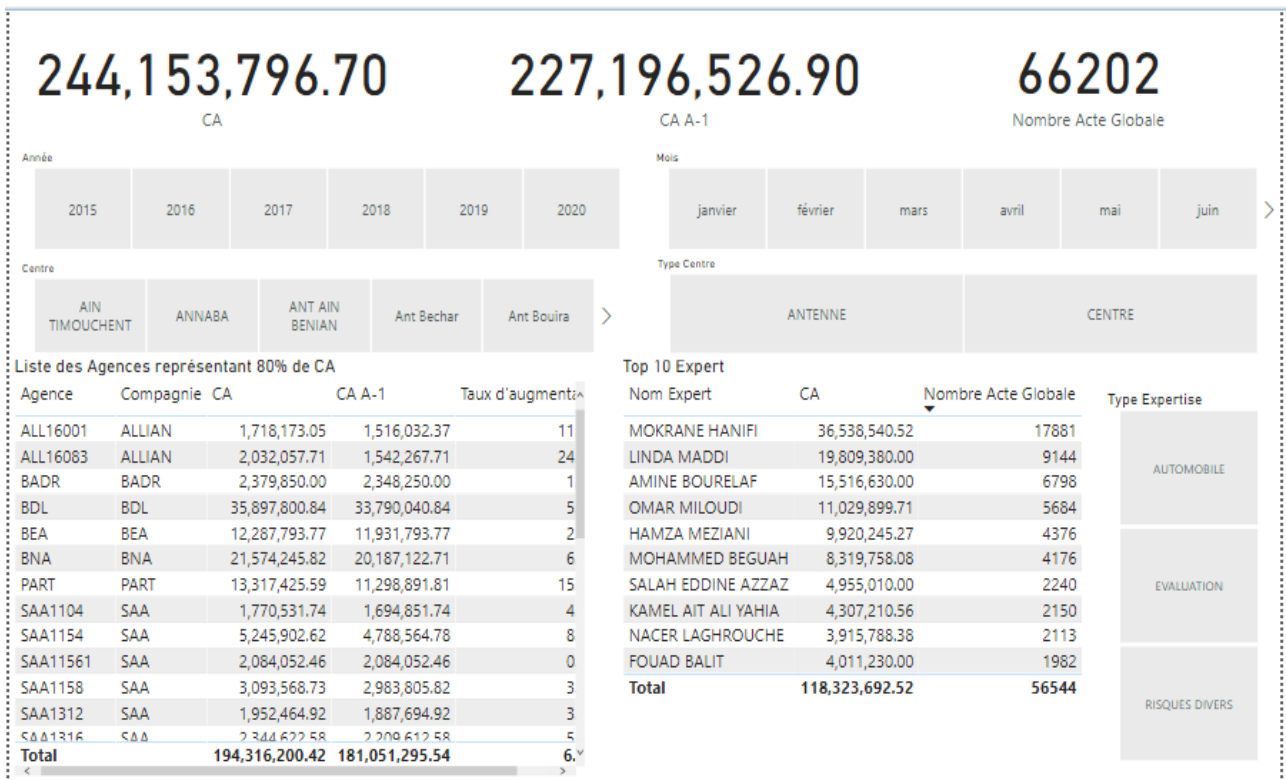 244,153,796.70 227,196,526.90 66202
CA CA A-1 Nombre Acte Globale
Année Mois
2015 2016 2017 2018 2019 2020 janvier février mars avril mai juin
Centre Type Centre
AIN TIMOUCHENT ANNABA ANT AIN BENIAN Ant Bechar Ant Bouira ANTENNE CENTRE
Liste des Agences représentant 80% de CA
Agence Compagnie CA CA A-1 Taux d'augmenta
ALL16001 ALLIAN 1,718,173.05 1,516,032.37 11
ALL16083 ALLIAN 2,032,057.71 1,542,267.71 24
BADR BADR 2,379,850.00 2,348,250.00 1
BDL BDL 35,897,800.84 33,790,040.84 5
BEA BEA 12,287,793.77 11,931,793.77 2
BNA BNA 21,574,245.82 20,187,122.71 6
PART PART 13,317,425.59 11,298,891.81 15
SAA1104 SAA 1,770,531.74 1,694,851.74 4
SAA1154 SAA 5,245,902.62 4,788,564.78 8
SAA11561 SAA 2,084,052.46 2,084,052.46 0
SAA1158 SAA 3,093,568.73 2,983,805.82 3
SAA1312 SAA 1,952,464.92 1,887,694.92 3
SAA1316 SAA 2,344,622.58 2,209,612.58 5
Total 194,316,200.42 181,051,295.54 6.
Top 10 Expert
Nom Expert CA Nombre Acte Globale
MOKRANE HANIFI 36,538,540.52 17881
LINDA MADDI 19,809,380.00 9144
AMINE BOURELAF 15,516,630.00 6798
OMAR MILOUDI 11,029,899.71 5684
HAMZA MEZIANI 9,920,245.27 4376
MOHAMMED BEGUAH 8,319,758.08 4176
SALAH EDDINE AZZAZ 4,955,010.00 2240
KAMEL AIT ALI YAHIA 4,307,210.56 2150
NACER LAGHROUCHE 3,915,788.38 2113
FOUAD BALIT 4,011,230.00 1982
Total 118,323,692.52 56544
Type Expertise
AUTOMOBILE
EVALUATION
RISQUES DIVERS